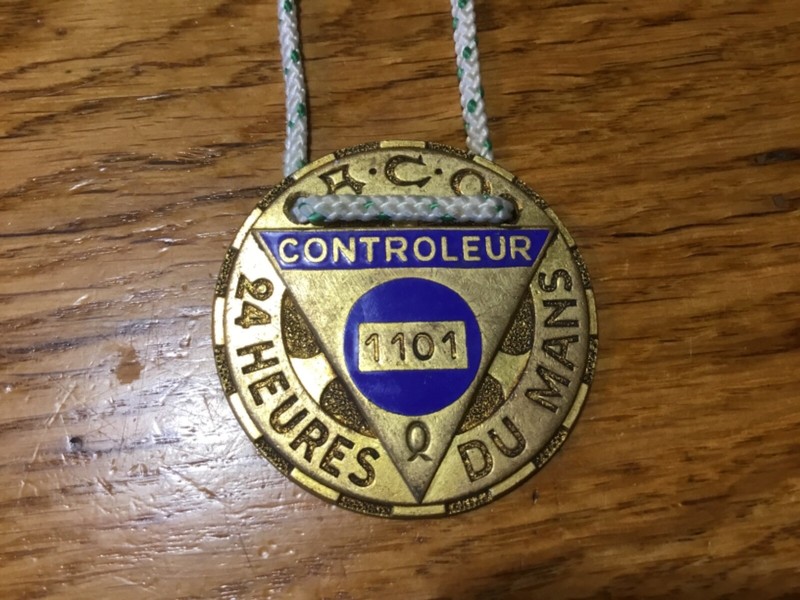 A·C·O
CONTROLEUR
1101
24 HEURES DU MANS